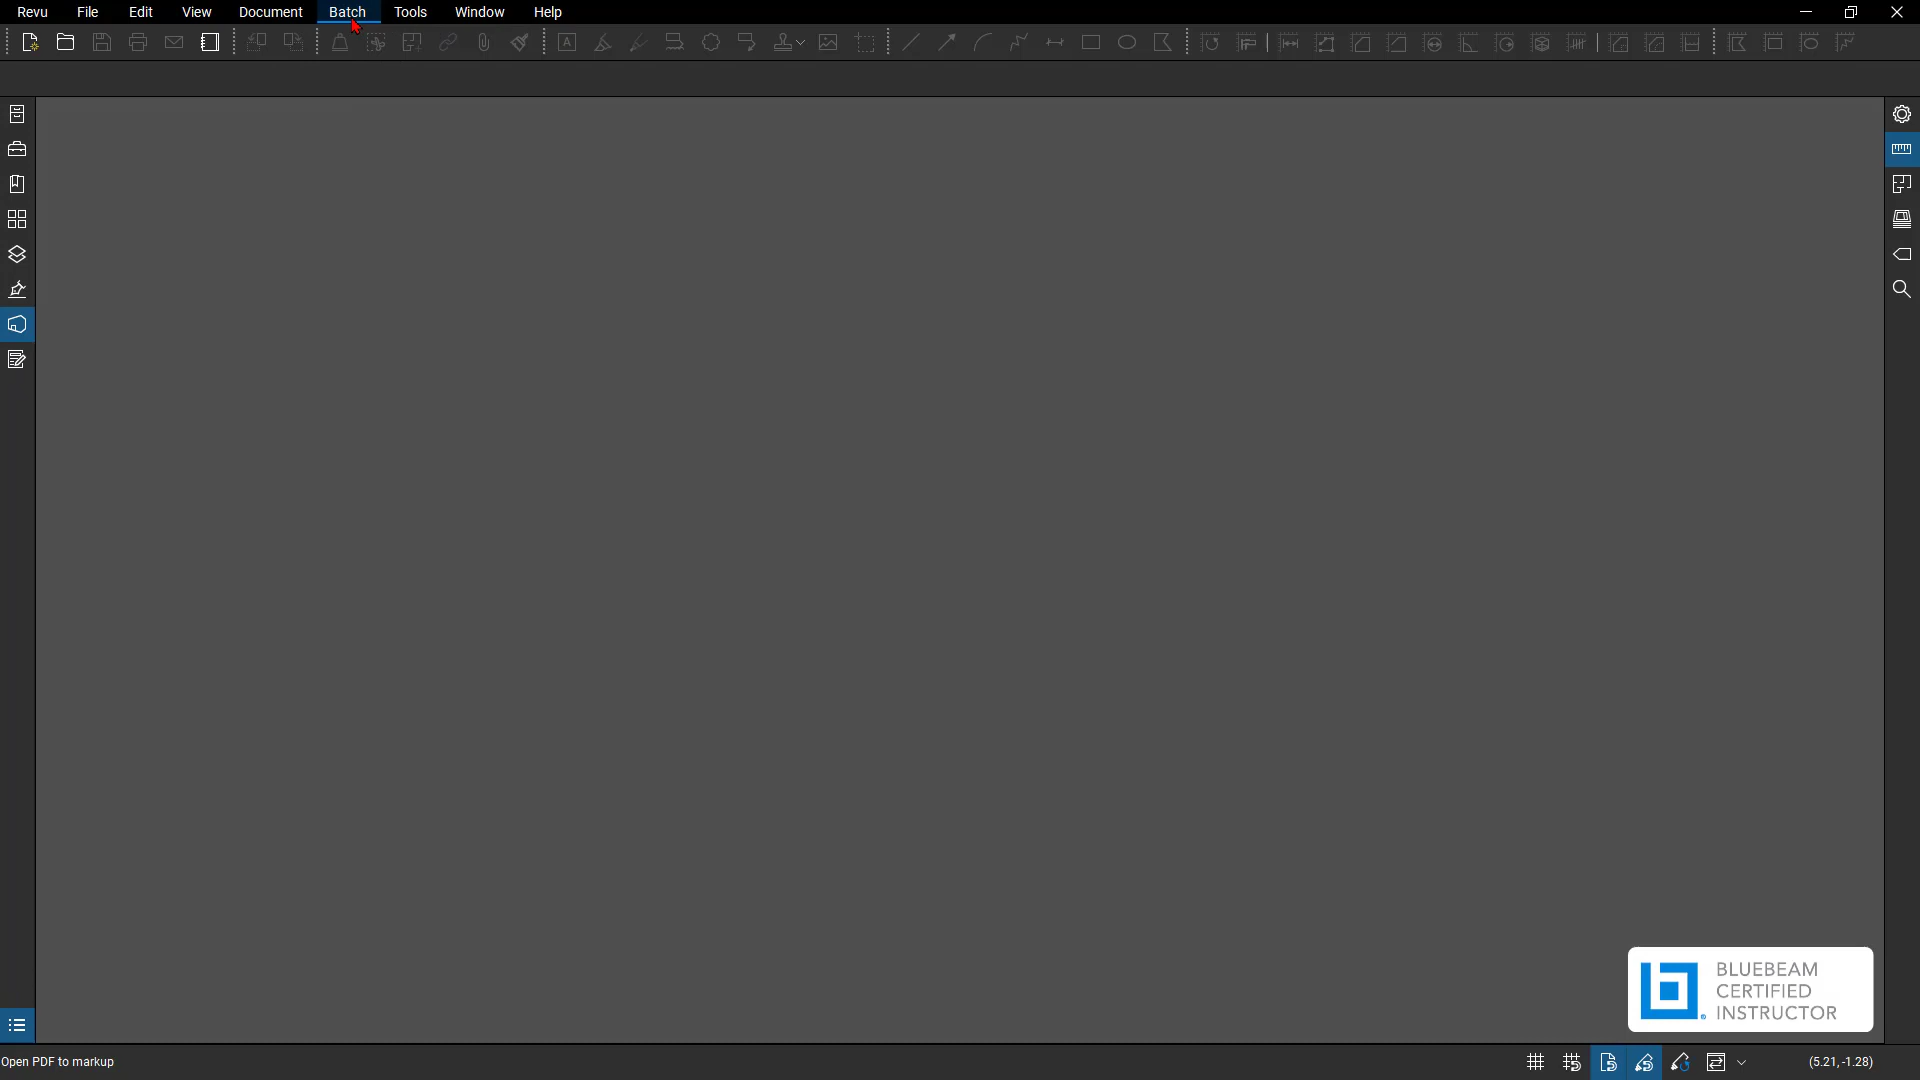 Revu File Edit View Document Batch Tools Window Help
BLUEBEAM
CERTIFIED
INSTRUCTOR
Open PDF to markup
(5.21,-1.28)